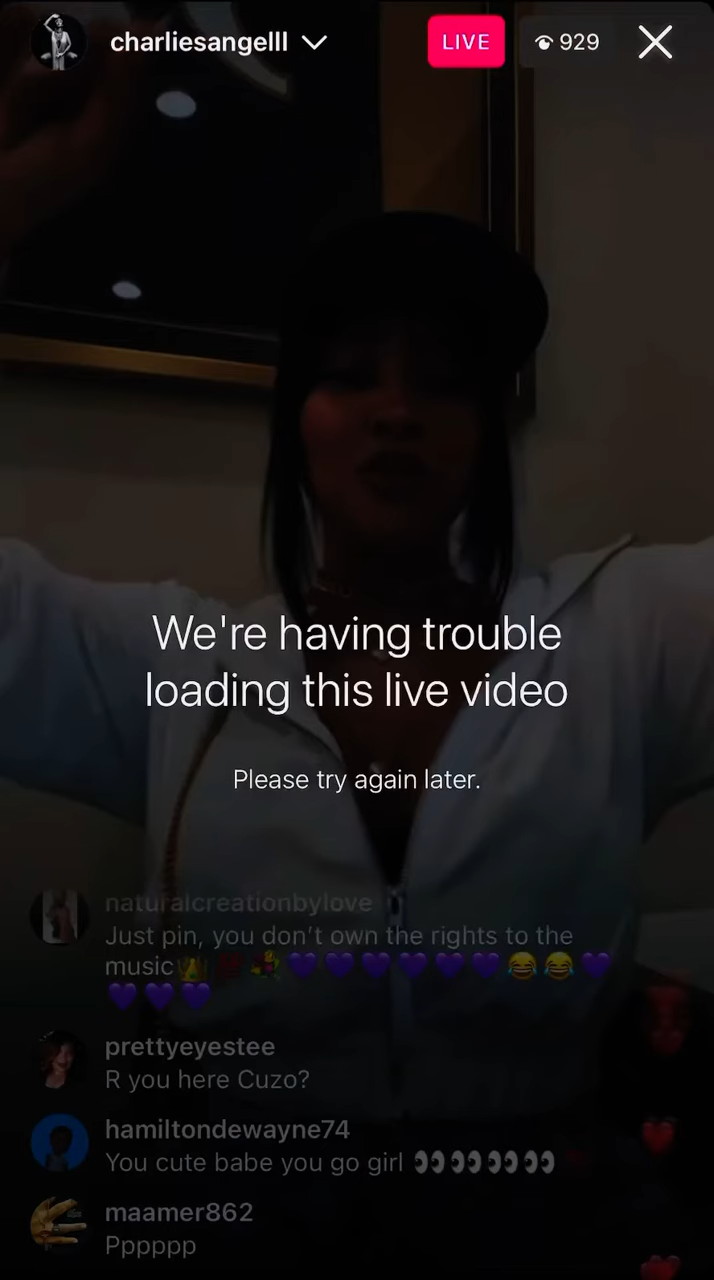 charliesangelll
LIVE
929
We're having trouble
loading this live video
Please try again later.
naturalcreationbylove
Just pin, you don’t own the rights to the
music👑💯💐💜💜💜💜💜💜😂😂💜
💜💜💜
prettyeyestee
R you here Cuzo?
hamiltondewayne74
You cute babe you go girl 👀👀👀👀👀
maamer862
Pppppp